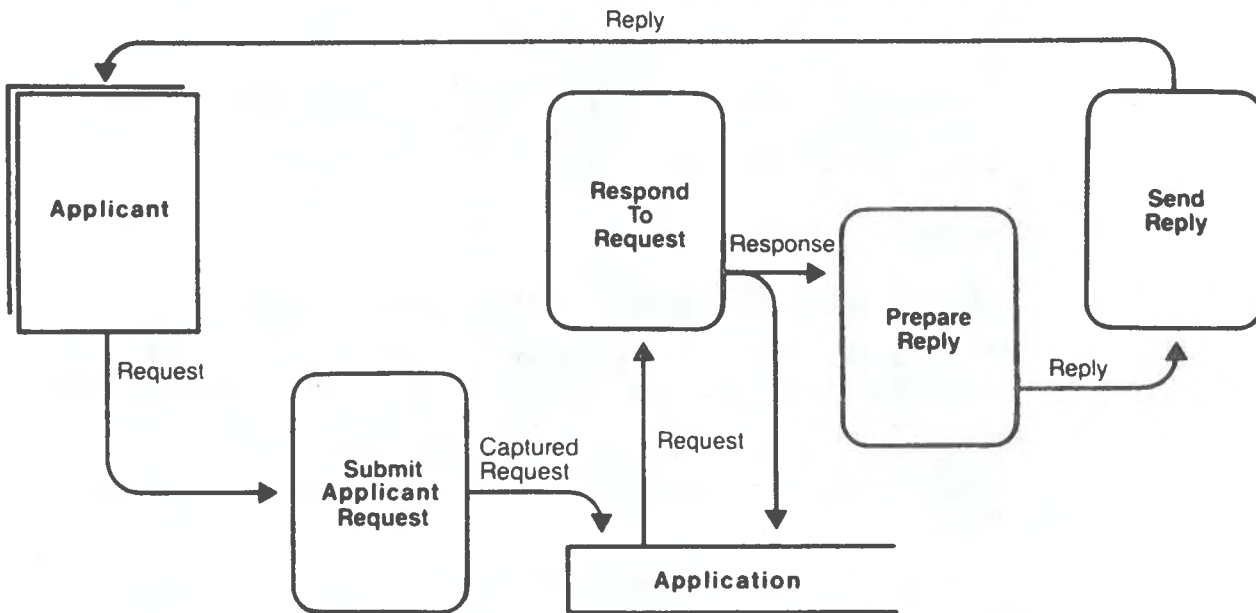 Reply
Applicant
Request
Submit
Applicant
Request
Captured
Request
Respond
To
Request
Request
Response
Application
Prepare
Reply
Reply
Send
Reply